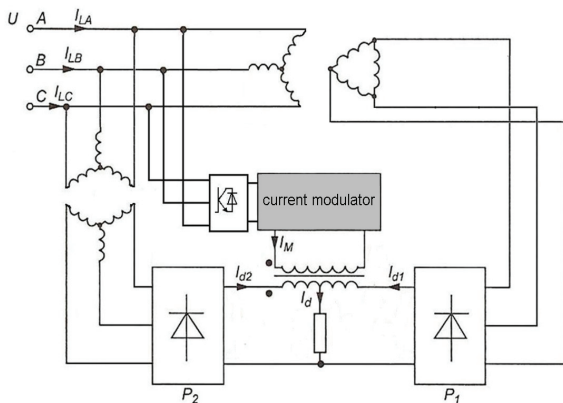 U A I_LA
B I_LB
C I_LC
current modulator
I_M
I_d2 I_d I_d1
P_2 P_1